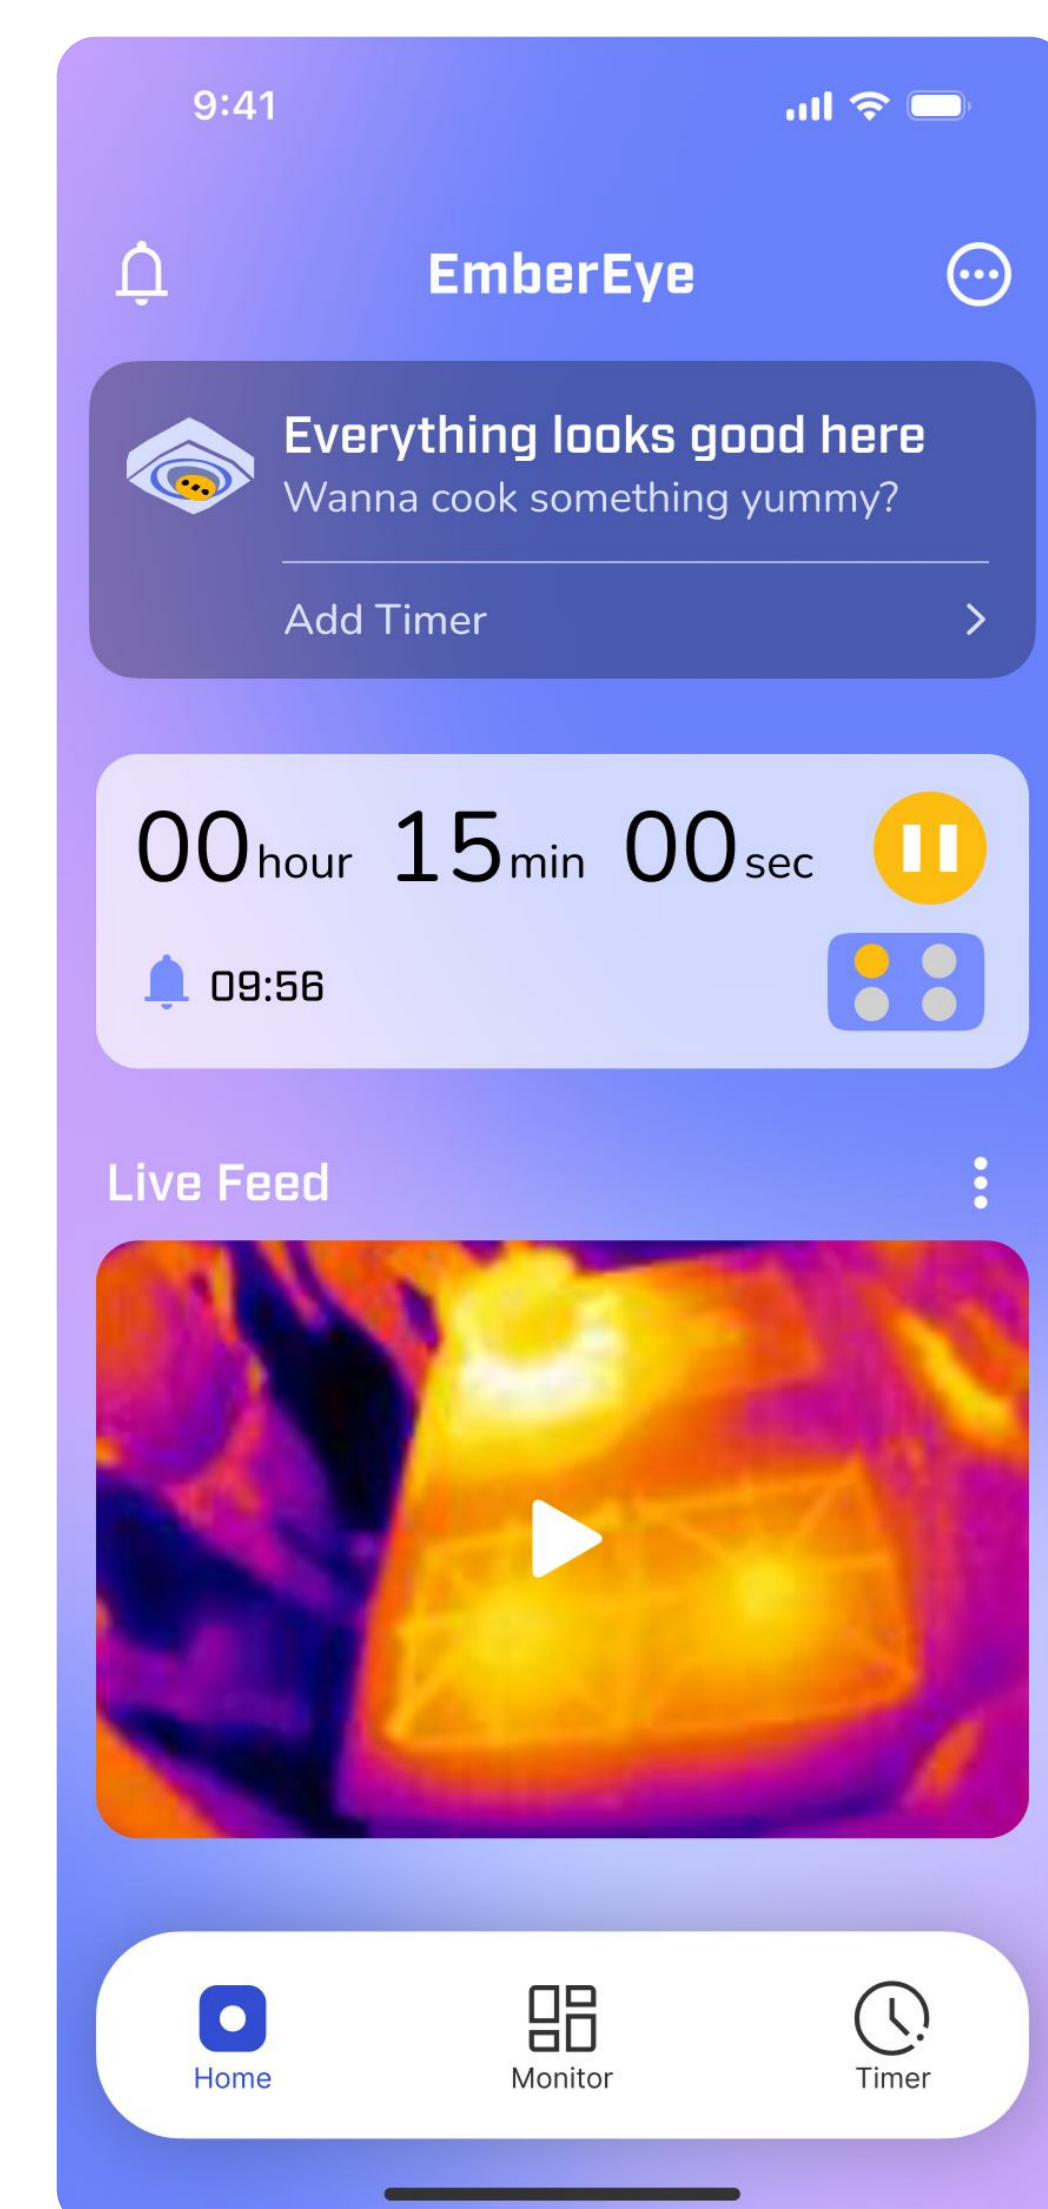 9:41
EmberEye
Everything looks good here
Wanna cook something yummy?
Add Timer
00 hour 15 min 00 sec
09:56
Live Feed
Home Monitor Timer